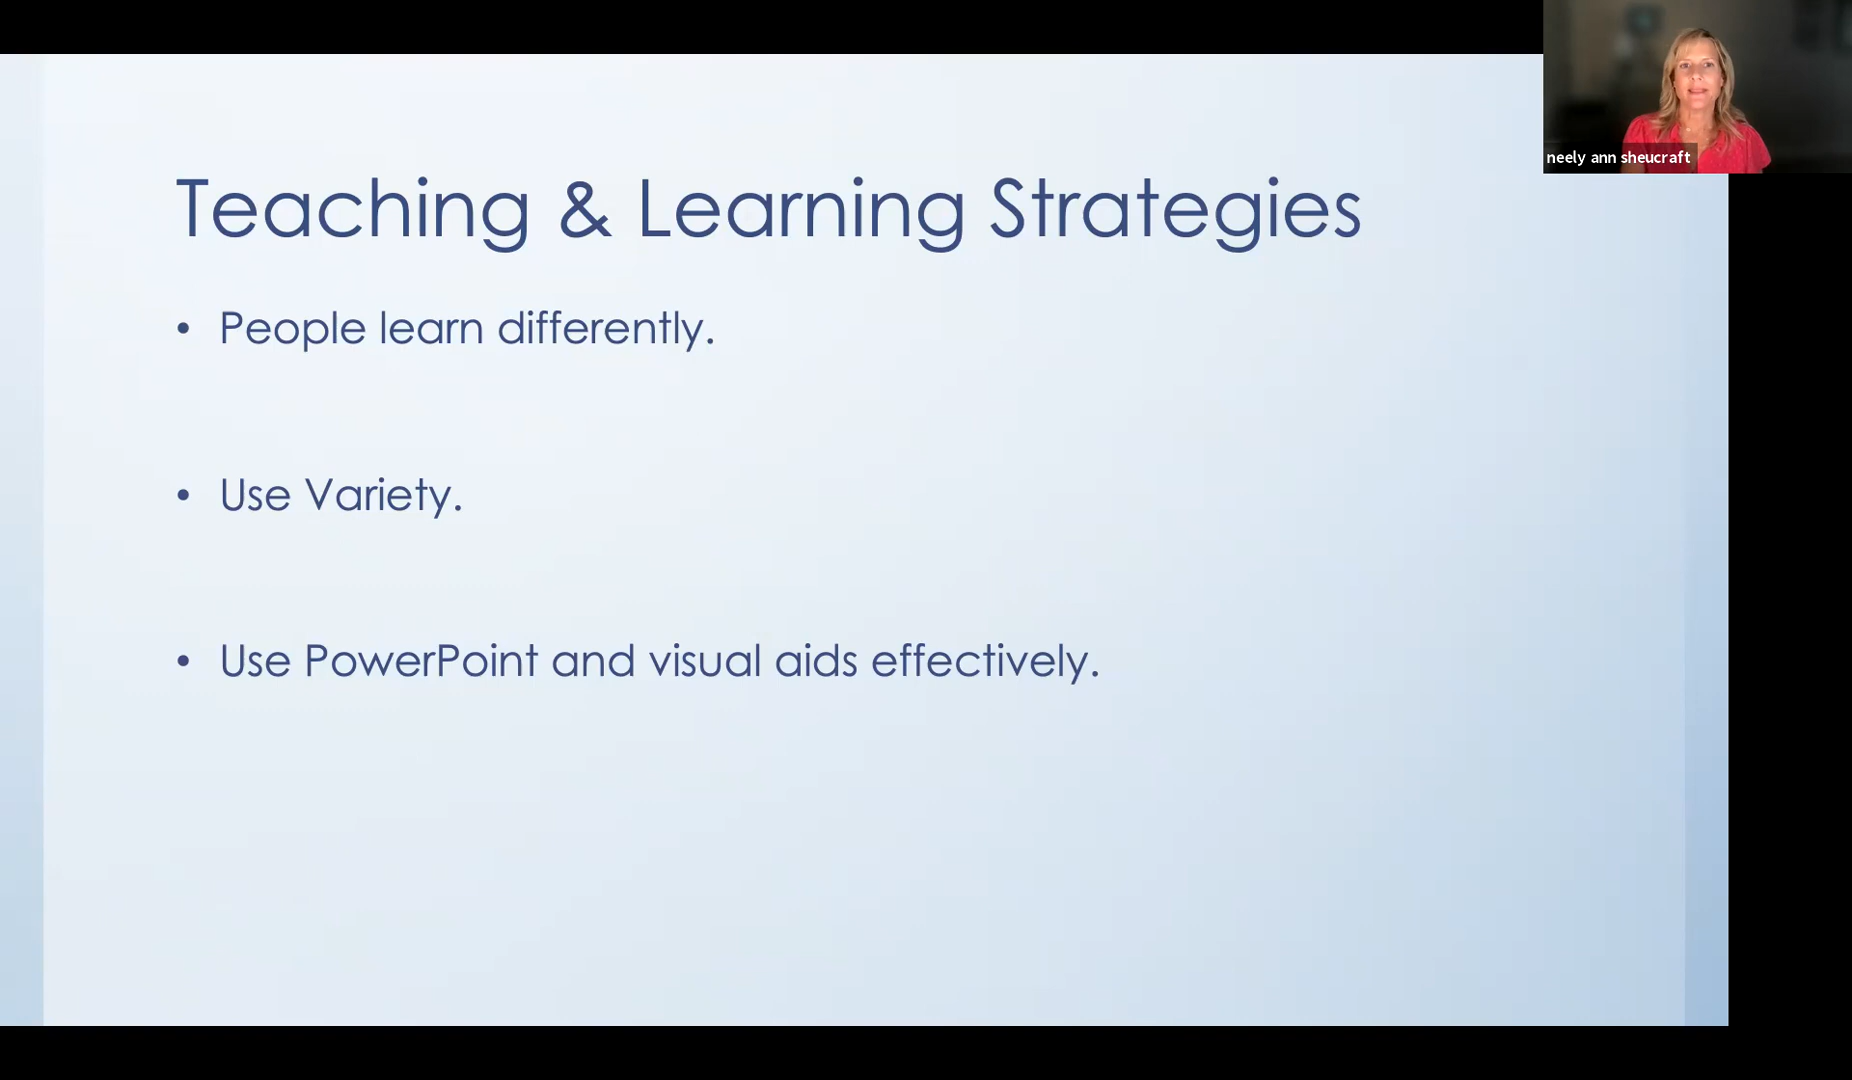 Teaching & Learning Strategies
• People learn differently.
• Use Variety.
• Use PowerPoint and visual aids effectively.
neely ann sheucraft